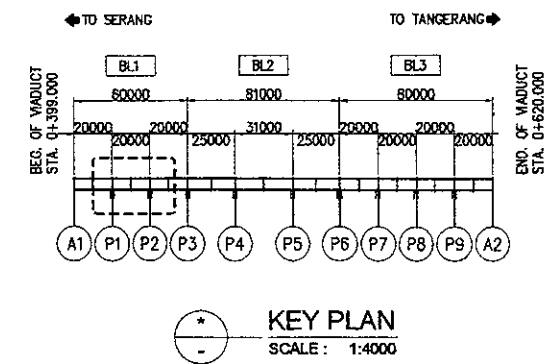 TO SERANG
TO TANGERANG
BL1 BL2 BL3
60000 81000 80000
BEG. OF VIADUCT
STA. 0+399.000
END. OF VIADUCT
STA. 0+620.000
20000 20000 31000 20000 20000
20000 25000 25000 20000 20000
A1 P1 P2 P3 P4 P5 P6 P7 P8 P9 A2
* KEY PLAN
- SCALE : 1:4000